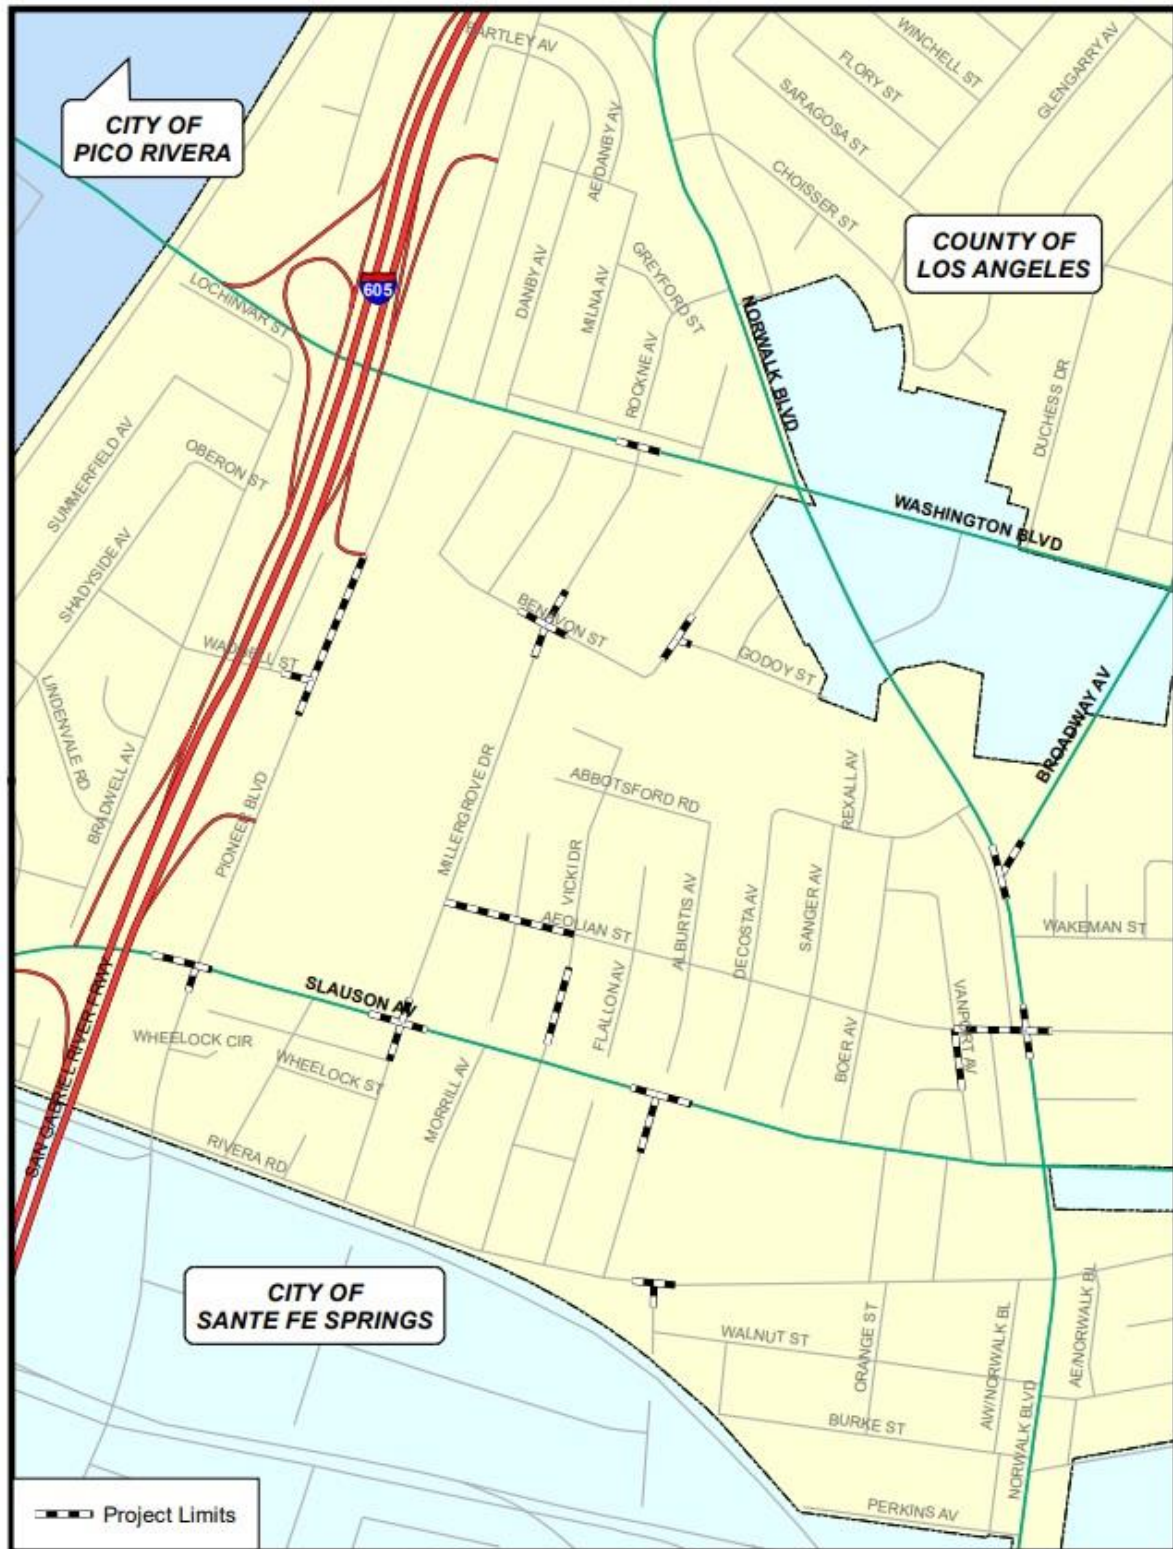 BARTLEY AV
WINCHELL ST
FLORY ST
GLENGARRY AV
SARAGOSA ST
CITY OF
PICO RIVERA
AE/DANBY AV
CHOISSER ST
COUNTY OF
LOS ANGELES
GREYFORD ST
DANBY AV
MILNA AV
605
LOCHINVAR ST
NORWALK BLVD
ROCKNE AV
DUCHESS DR
SUMMERFIELD AV
OBERON ST
WASHINGTON BLVD
SHADYSIDE AV
BENAVON ST
WADDELL ST
GODOY ST
LINDENVALE RD
BROADWAY AV
BRADWELL AV
PIONEER BLVD
MILLERGROVE DR
ABBOTSFORD RD
REXALL AV
VICKI DR
ALBURTIS AV
DECOSTA AV
SANGER AV
AEOLIAN ST
WAKEMAN ST
SLAUSON AV
FLALLON AV
VANPORT AV
SAN GABRIEL RIVER FRWY
WHEELOCK CIR
WHEELOCK ST
MORRILL AV
BOER AV
RIVERA RD
CITY OF
SANTE FE SPRINGS
WALNUT ST
ORANGE ST
AW/NORWALK BL
AE/NORWALK BL
BURKE ST
NORWALK BLVD
PERKINS AV
Project Limits